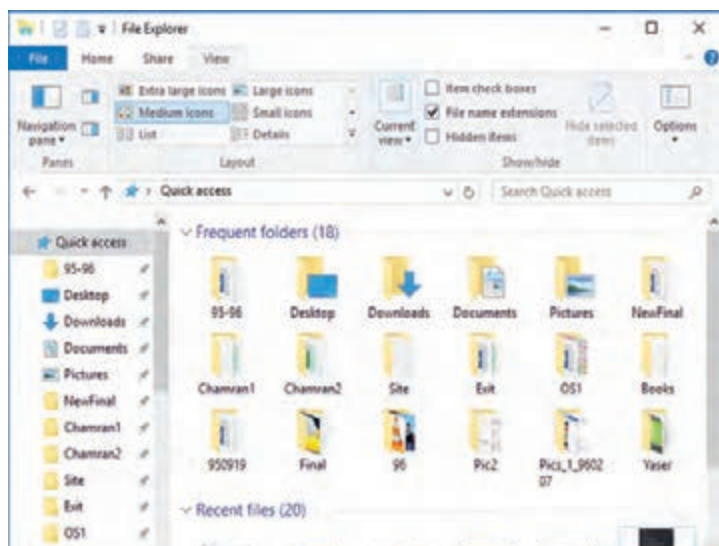 File Explorer
File Home Share View
Extra large icons Large icons
Medium icons Small icons
List Details
Navigation pane
Panes
Layout
Current view
Item check boxes
File name extensions
Hidden items
Hide selected items
Show/hide
Options
Quick access
Search Quick access
Quick access
95-96
Desktop
Downloads
Documents
Pictures
NewFinal
Chamran1
Chamran2
Site
Exit
OS1
Frequent folders (18)
95-96 Desktop Downloads Documents Pictures NewFinal
Chamran1 Chamran2 Site Exit OS1 Books
950919 Final 96 Pic2 Pics_1_9602 Yaser
07
Recent files (20)